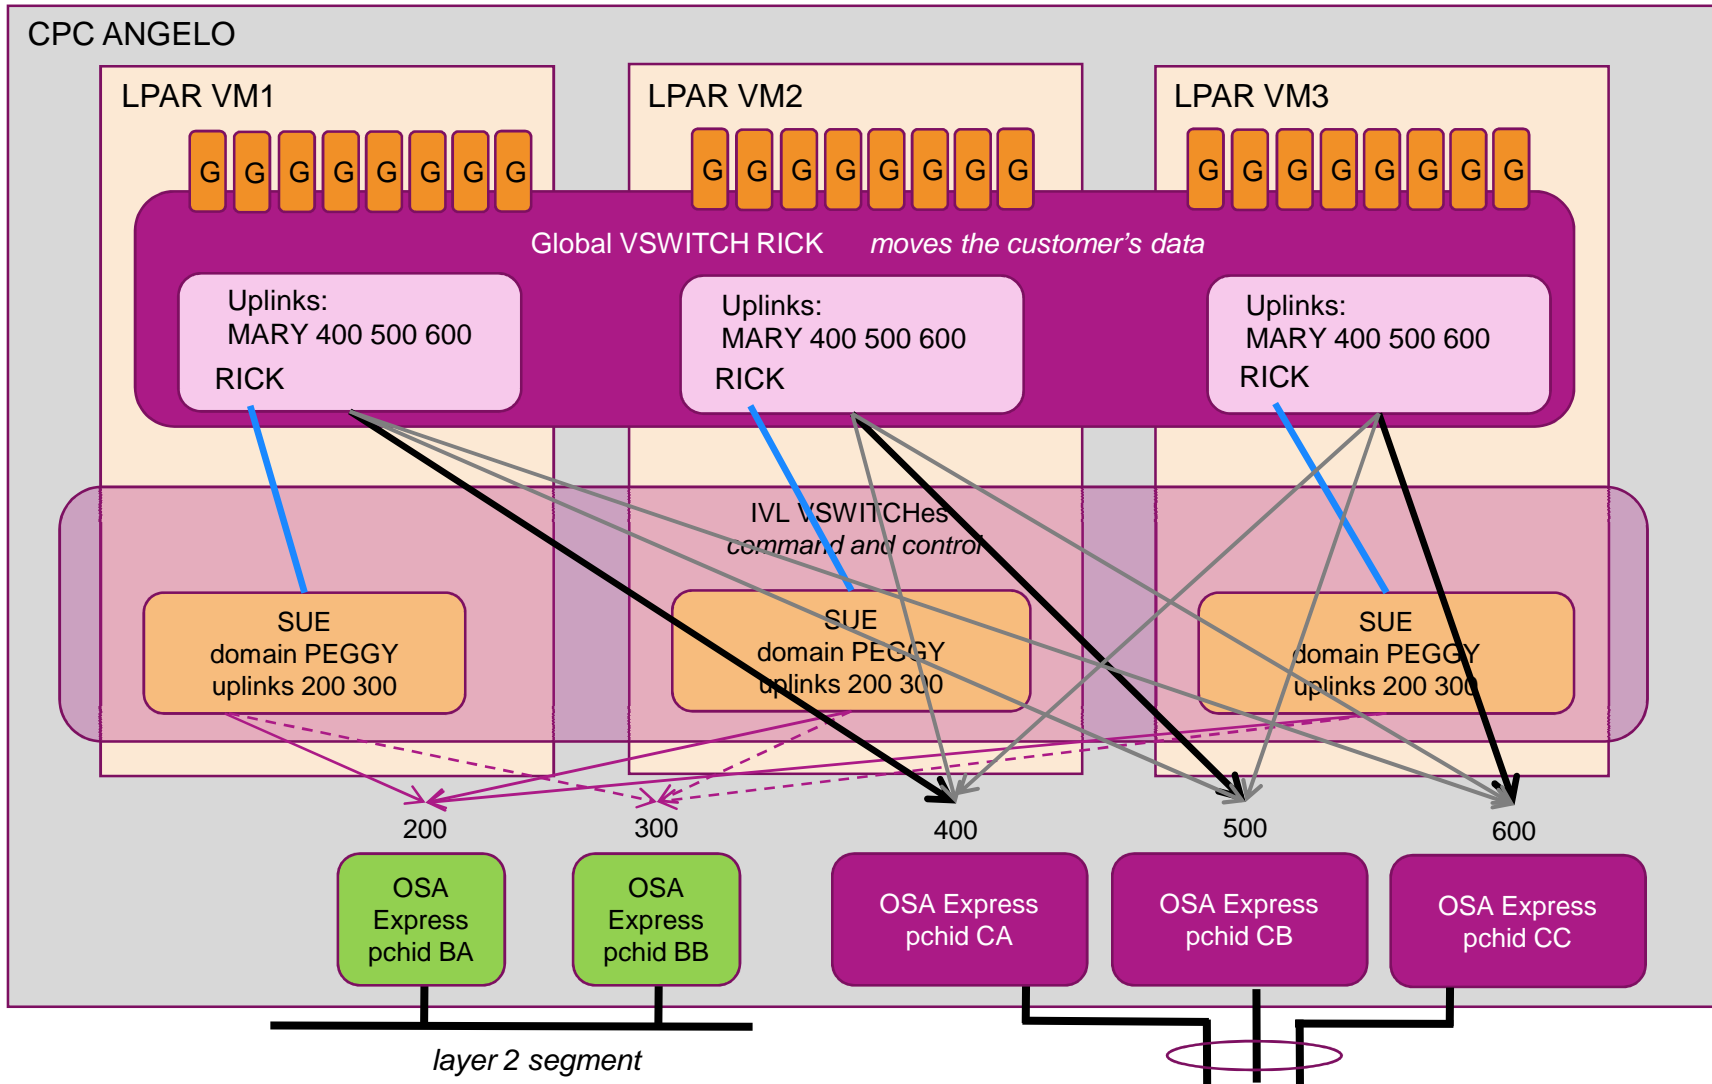 CPC ANGELO
LPAR VM1
G G G G G G G G
LPAR VM2
G G G G G G G G
LPAR VM3
G G G G G G G G
Global VSWITCH RICK moves the customer's data
Uplinks:
MARY 400 500 600
RICK
Uplinks:
MARY 400 500 600
RICK
Uplinks:
MARY 400 500 600
RICK
IVL VSWITCHes
command and control
SUE
domain PEGGY
uplinks 200 300
SUE
domain PEGGY
uplinks 200 300
SUE
domain PEGGY
uplinks 200 300
200
300
400
500
600
OSA
Express
pchid BA
OSA
Express
pchid BB
OSA Express
pchid CA
OSA Express
pchid CB
OSA Express
pchid CC
layer 2 segment